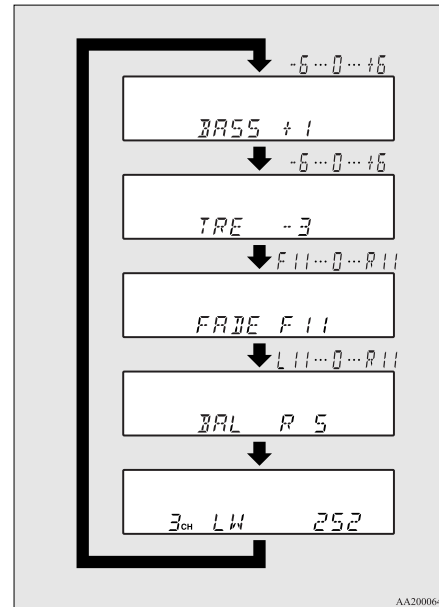 -6···0···+6
BASS +1
-6···0···+6
TRE -3
F11···0···R11
FADE F11
L11···0···R11
BAL R 5
3CH LW 252
AA200064